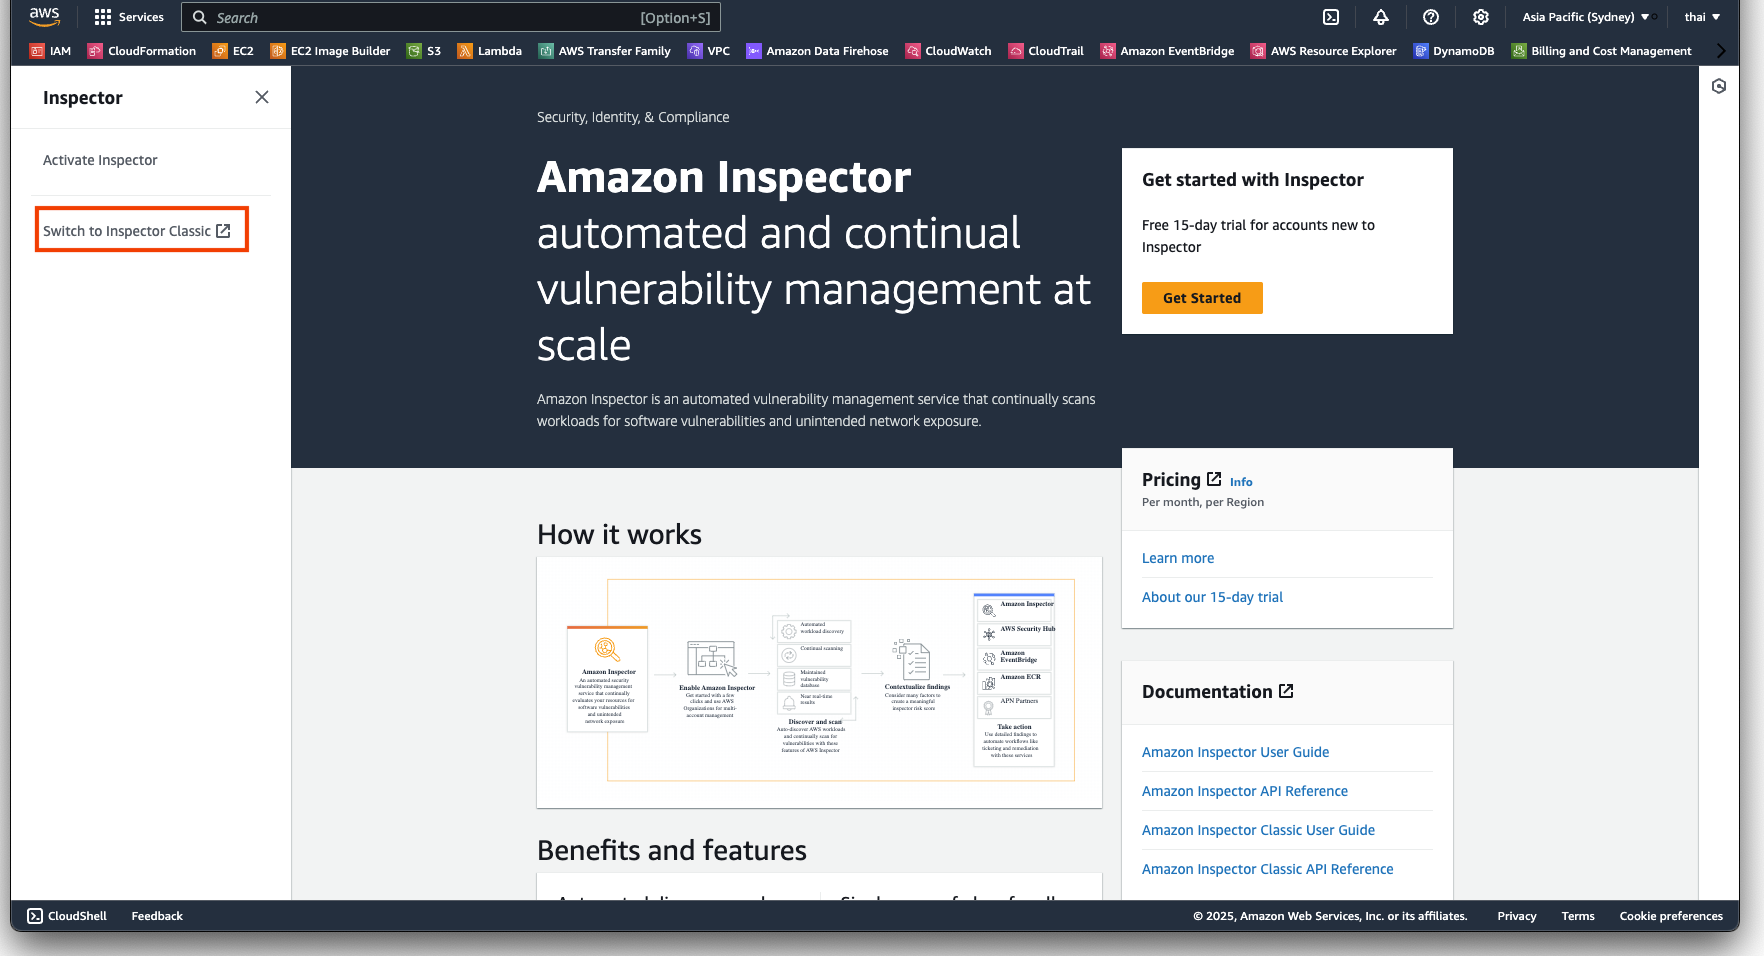 aws
Services
Search
[Option+S]
Asia Pacific (Sydney)
thai
IAM
CloudFormation
EC2
EC2 Image Builder
S3
Lambda
AWS Transfer Family
VPC
Amazon Data Firehose
CloudWatch
CloudTrail
Amazon EventBridge
AWS Resource Explorer
DynamoDB
Billing and Cost Management
Inspector
Activate Inspector
Switch to Inspector Classic
Security, Identity, & Compliance
Amazon Inspector
automated and continual
vulnerability management at
scale
Amazon Inspector is an automated vulnerability management service that continually scans
workloads for software vulnerabilities and unintended network exposure.
Get started with Inspector
Free 15-day trial for accounts new to
Inspector
Get Started
How it works
Amazon Inspector
An automated security
vulnerability management
service that continually
evaluates your resources for
software vulnerabilities
and unintended
network exposure
Enable Amazon Inspector
Get started with a few
clicks and use AWS
Organizations for multi-
account management
Automated
workload discovery
Continual scanning
Maintained
vulnerability
database
Near real-time
results
Discover and scan
Auto-discover AWS workloads
and continually scan for
vulnerabilities with these
features of AWS Inspector
Contextualize findings
Consider many factors to
create a meaningful
inspector risk score
Amazon Inspector
AWS Security Hub
Amazon
EventBridge
Amazon ECR
APN Partners
Take action
Use detailed findings to
automate workflows like
ticketing and remediation
with these services
Benefits and features
Pricing
Info
Per month, per Region
Learn more
About our 15-day trial
Documentation
Amazon Inspector User Guide
Amazon Inspector API Reference
Amazon Inspector Classic User Guide
Amazon Inspector Classic API Reference
CloudShell
Feedback
© 2025, Amazon Web Services, Inc. or its affiliates.
Privacy
Terms
Cookie preferences